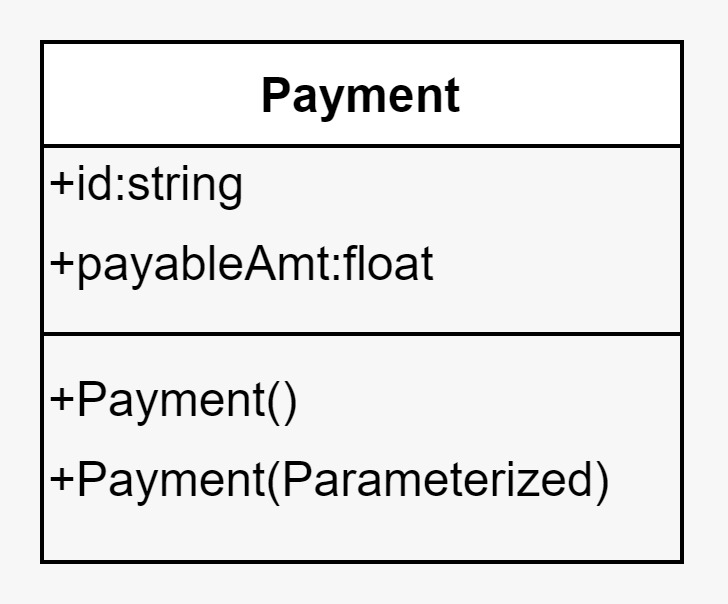 Payment
+id:string
+payableAmt:float
+Payment()
+Payment(Parameterized)